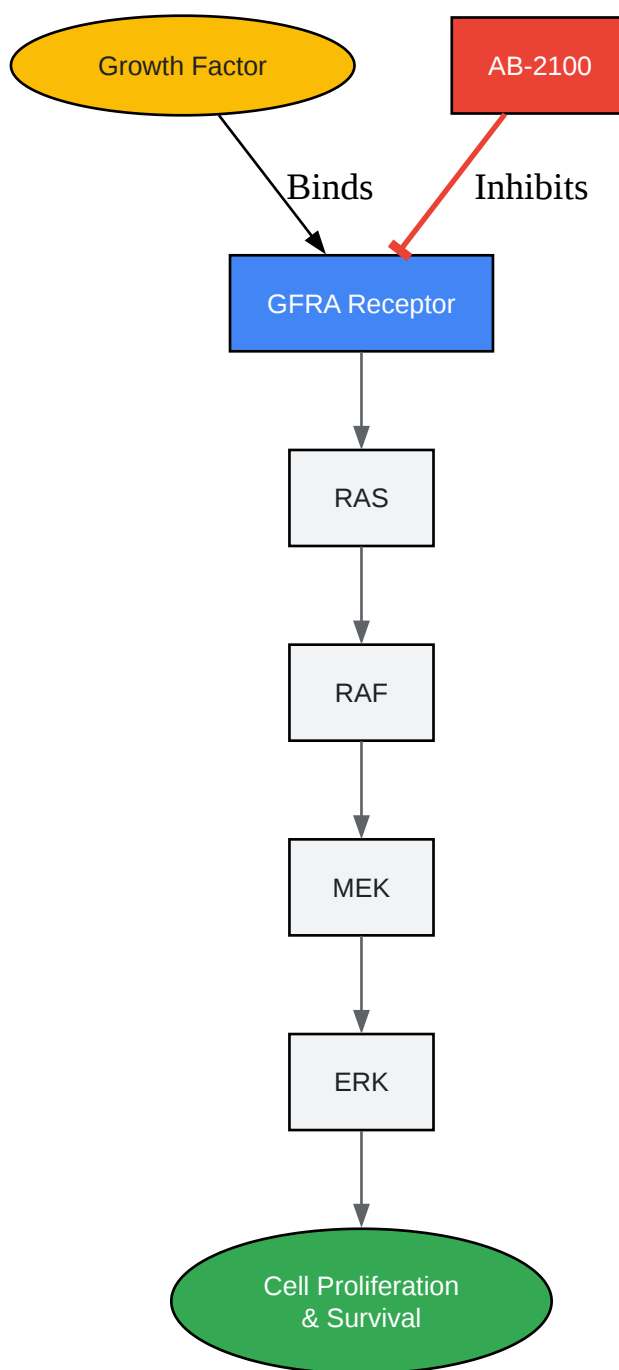 Growth Factor
AB-2100
Binds
Inhibits
GFRA Receptor
RAS
RAF
MEK
ERK
Cell Proliferation
& Survival